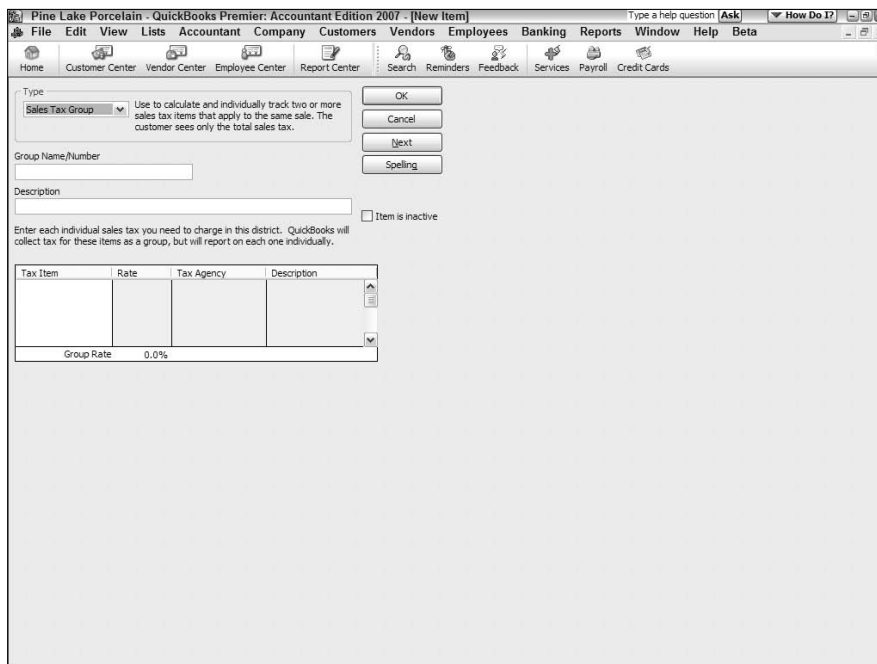 Pine Lake Porcelain - QuickBooks Premier: Accountant Edition 2007 - [New Item]
Type a help question Ask
How Do I?
File Edit View Lists Accountant Company Customers Vendors Employees Banking Reports Window Help Beta
Home Customer Center Vendor Center Employee Center Report Center Search Reminders Feedback Services Payroll Credit Cards
Type
Sales Tax Group
Use to calculate and individually track two or more
sales tax items that apply to the same sale. The
customer sees only the total sales tax.
OK
Cancel
Next
Spelling
Group Name/Number
Description
Item is inactive
Enter each individual sales tax you need to charge in this district. QuickBooks will
collect tax for these items as a group, but will report on each one individually.
Tax Item Rate Tax Agency Description
Group Rate 0.0%